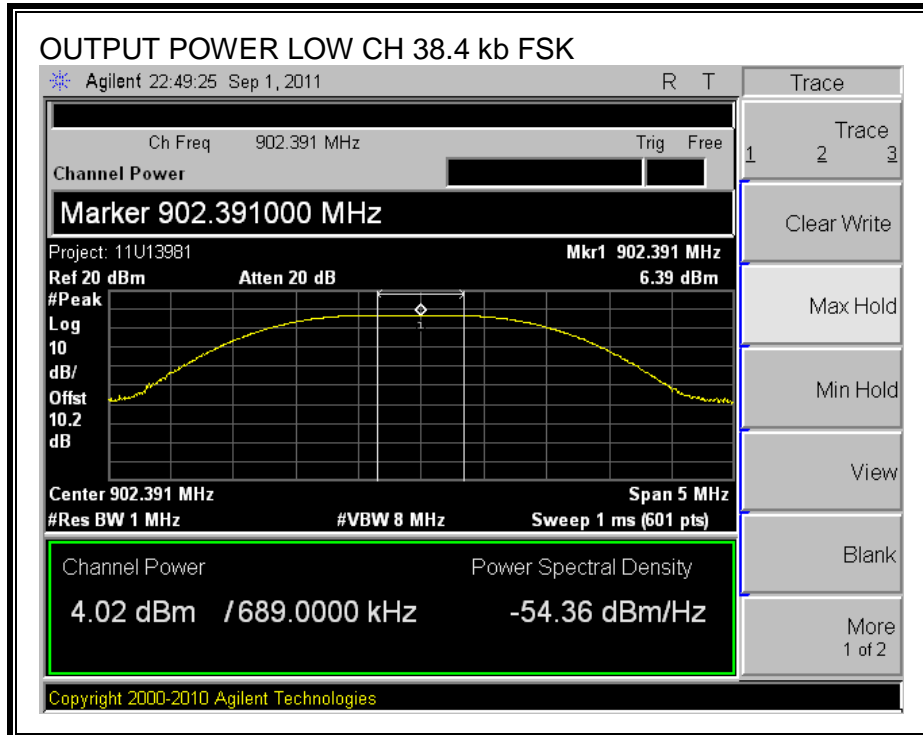 OUTPUT POWER LOW CH 38.4 kb FSK
Agilent 22:49:25 Sep 1, 2011 R T
Trace
Ch Freq 902.391 MHz Trig Free
Channel Power
Marker 902.391000 MHz
Project: 11U13981 Mkr1 902.391 MHz
Ref 20 dBm Atten 20 dB 6.39 dBm
#Peak
Log
10
dB/
Offst
10.2
dB
1
Center 902.391 MHz Span 5 MHz
#Res BW 1 MHz #VBW 8 MHz Sweep 1 ms (601 pts)
Channel Power Power Spectral Density
4.02 dBm /689.0000 kHz -54.36 dBm/Hz
Copyright 2000-2010 Agilent Technologies
Trace
1 2 3
Clear Write
Max Hold
Min Hold
View
Blank
More
1 of 2